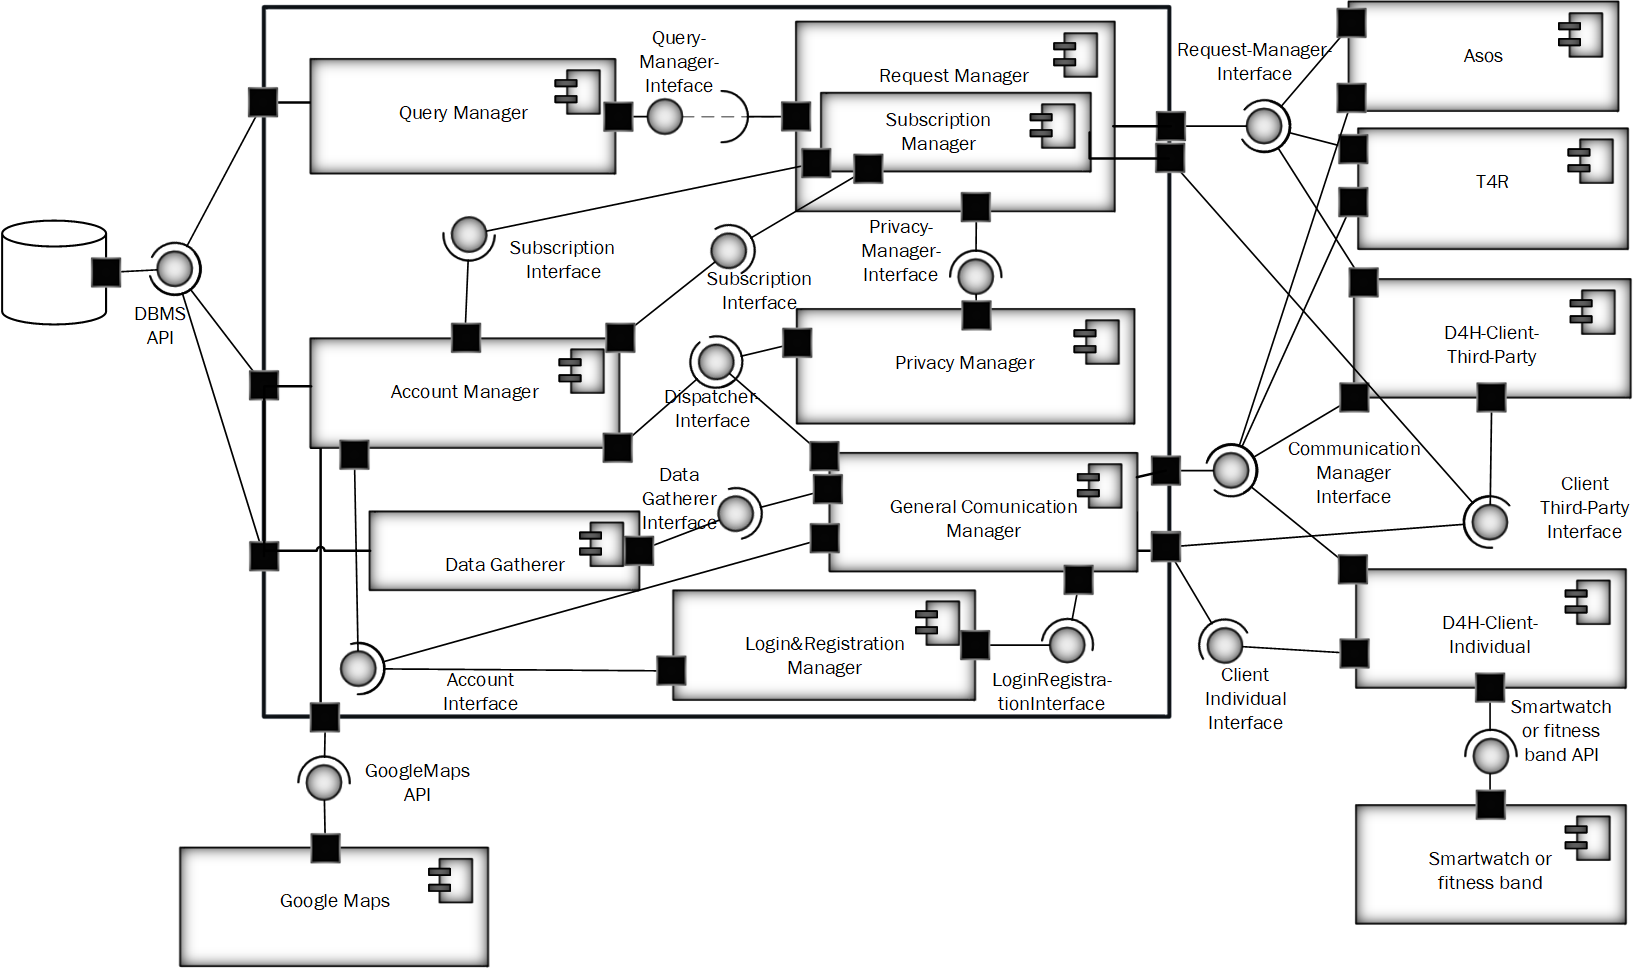 Query-
Manager-
Inteface
Query Manager
Request Manager
Subscription
Manager
Request-Manager-
Interface
Asos
T4R
Subscription
Interface
Subscription
Interface
Privacy-
Manager-
Interface
DBMS
API
D4H-Client-
Third-Party
Account Manager
Dispatcher-
Interface
Privacy Manager
Data
Gatherer
Interface
General Comunication
Manager
Communication
Manager
Interface
Client
Third-Party
Interface
Data Gatherer
Login&Registration
Manager
Account
Interface
LoginRegistra-
tionInterface
Client
Individual
Interface
D4H-Client-
Individual
Smartwatch
or fitness
band API
GoogleMaps
API
Google Maps
Smartwatch or
fitness band